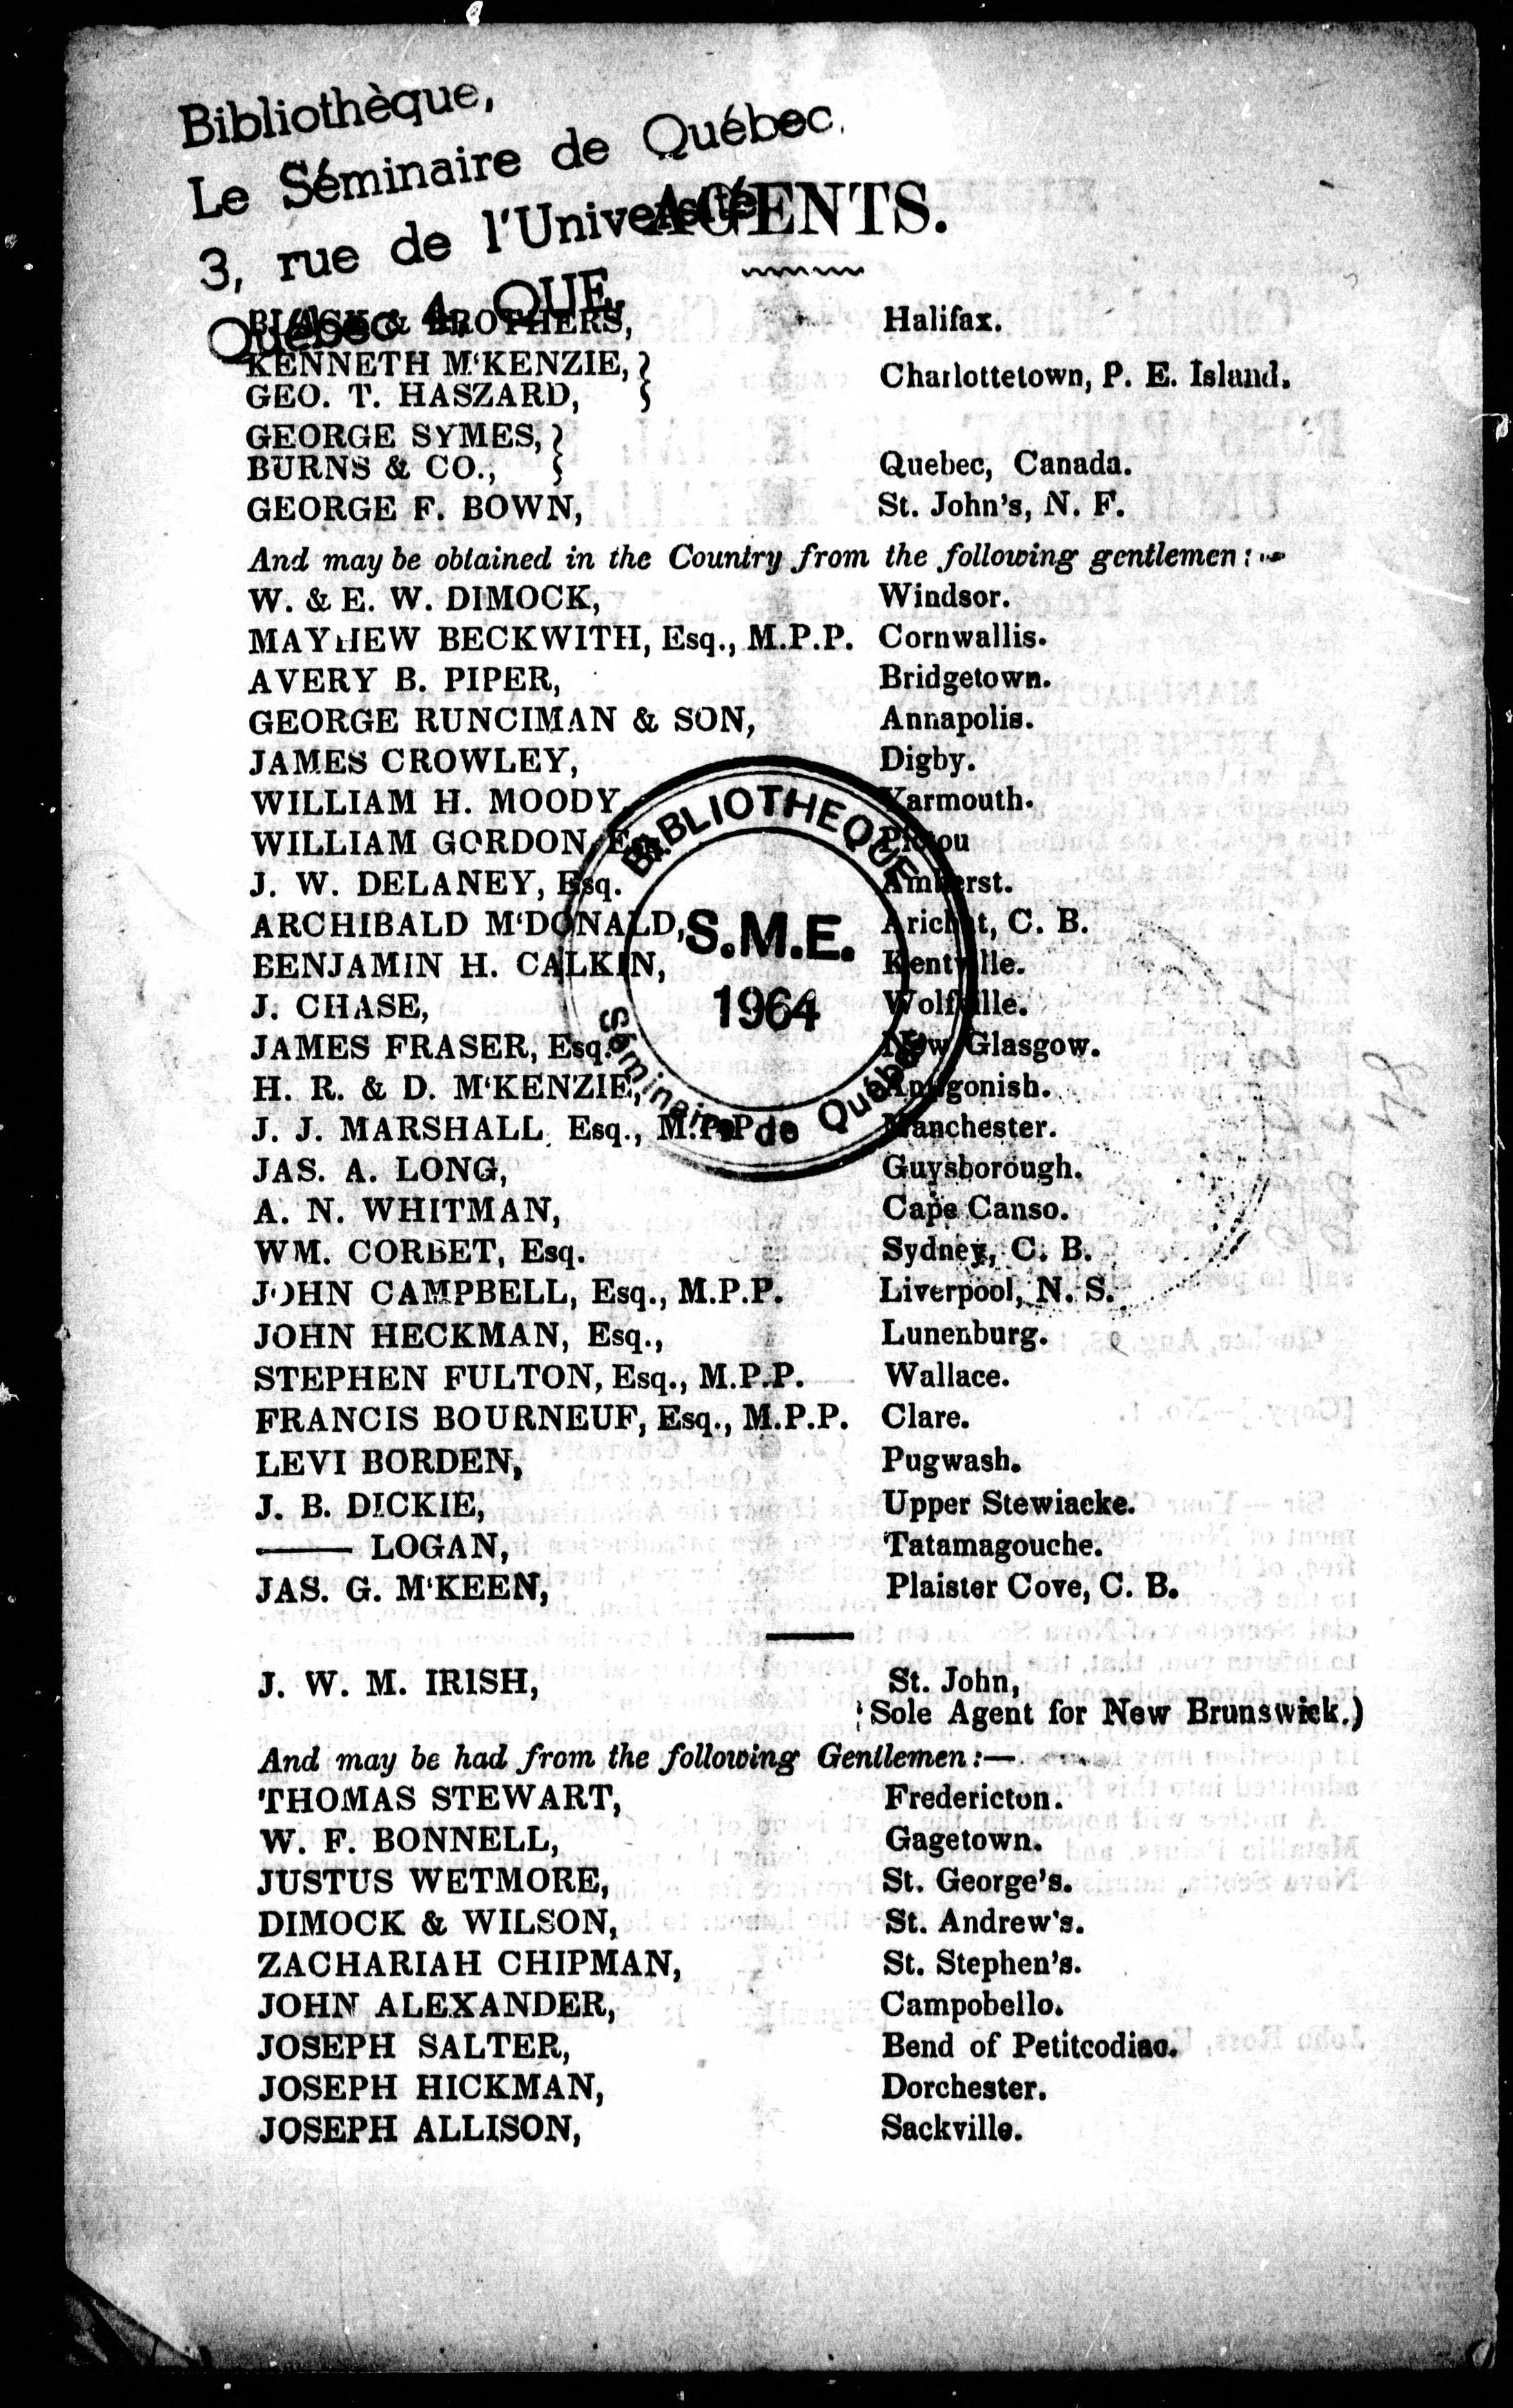 Bibliothèque,
Le Séminaire de Québec,
3, rue de l'Université,
Québec 4, QUE.
AGENTS.
BLACK & BROTHERS, Halifax.
KENNETH M'KENZIE, }
GEO. T. HASZARD, } Charlottetown, P. E. Island.
GEORGE SYMES, }
BURNS & CO., } Quebec, Canada.
GEORGE F. BOWN, St. John's, N. F.
And may be obtained in the Country from the following gentlemen:—
W. & E. W. DIMOCK, Windsor.
MAYHEW BECKWITH, Esq., M.P.P. Cornwallis.
AVERY B. PIPER, Bridgetown.
GEORGE RUNCIMAN & SON, Annapolis.
JAMES CROWLEY, Digby.
WILLIAM H. MOODY, Yarmouth.
WILLIAM GORDON, Esq. Pictou
J. W. DELANEY, Esq. Amherst.
ARCHIBALD M'DONALD, Arichat, C. B.
BENJAMIN H. CALKIN, Kentville.
J. CHASE, Wolfville.
JAMES FRASER, Esq. New Glasgow.
H. R. & D. M'KENZIE, Antigonish.
J. J. MARSHALL, Esq., M.P.P. Manchester.
JAS. A. LONG, Guysborough.
A. N. WHITMAN, Cape Canso.
WM. CORBET, Esq. Sydney, C. B.
JOHN CAMPBELL, Esq., M.P.P. Liverpool, N. S.
JOHN HECKMAN, Esq., Lunenburg.
STEPHEN FULTON, Esq., M.P.P. Wallace.
FRANCIS BOURNEUF, Esq., M.P.P. Clare.
LEVI BORDEN, Pugwash.
J. B. DICKIE, Upper Stewiacke.
—— LOGAN, Tatamagouche.
JAS. G. M'KEEN, Plaister Cove, C. B.
BIBLIOTHEQUE
S.M.E.
1964
Séminaire de Québec
J. W. M. IRISH, St. John,
(Sole Agent for New Brunswick.)
And may be had from the following Gentlemen:—
THOMAS STEWART, Fredericton.
W. F. BONNELL, Gagetown.
JUSTUS WETMORE, St. George's.
DIMOCK & WILSON, St. Andrew's.
ZACHARIAH CHIPMAN, St. Stephen's.
JOHN ALEXANDER, Campobello.
JOSEPH SALTER, Bend of Petitcodiac.
JOSEPH HICKMAN, Dorchester.
JOSEPH ALLISON, Sackville.